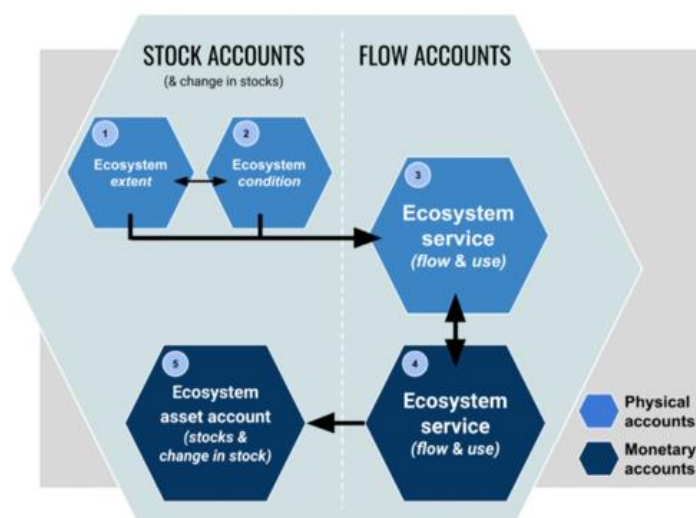 STOCK ACCOUNTS
(& change in stocks)
FLOW ACCOUNTS
1
Ecosystem
extent
2
Ecosystem
condition
3
Ecosystem
service
(flow & use)
5
Ecosystem
asset account
(stocks &
change in stock)
4
Ecosystem
service
(flow & use)
Physical
accounts
Monetary
accounts